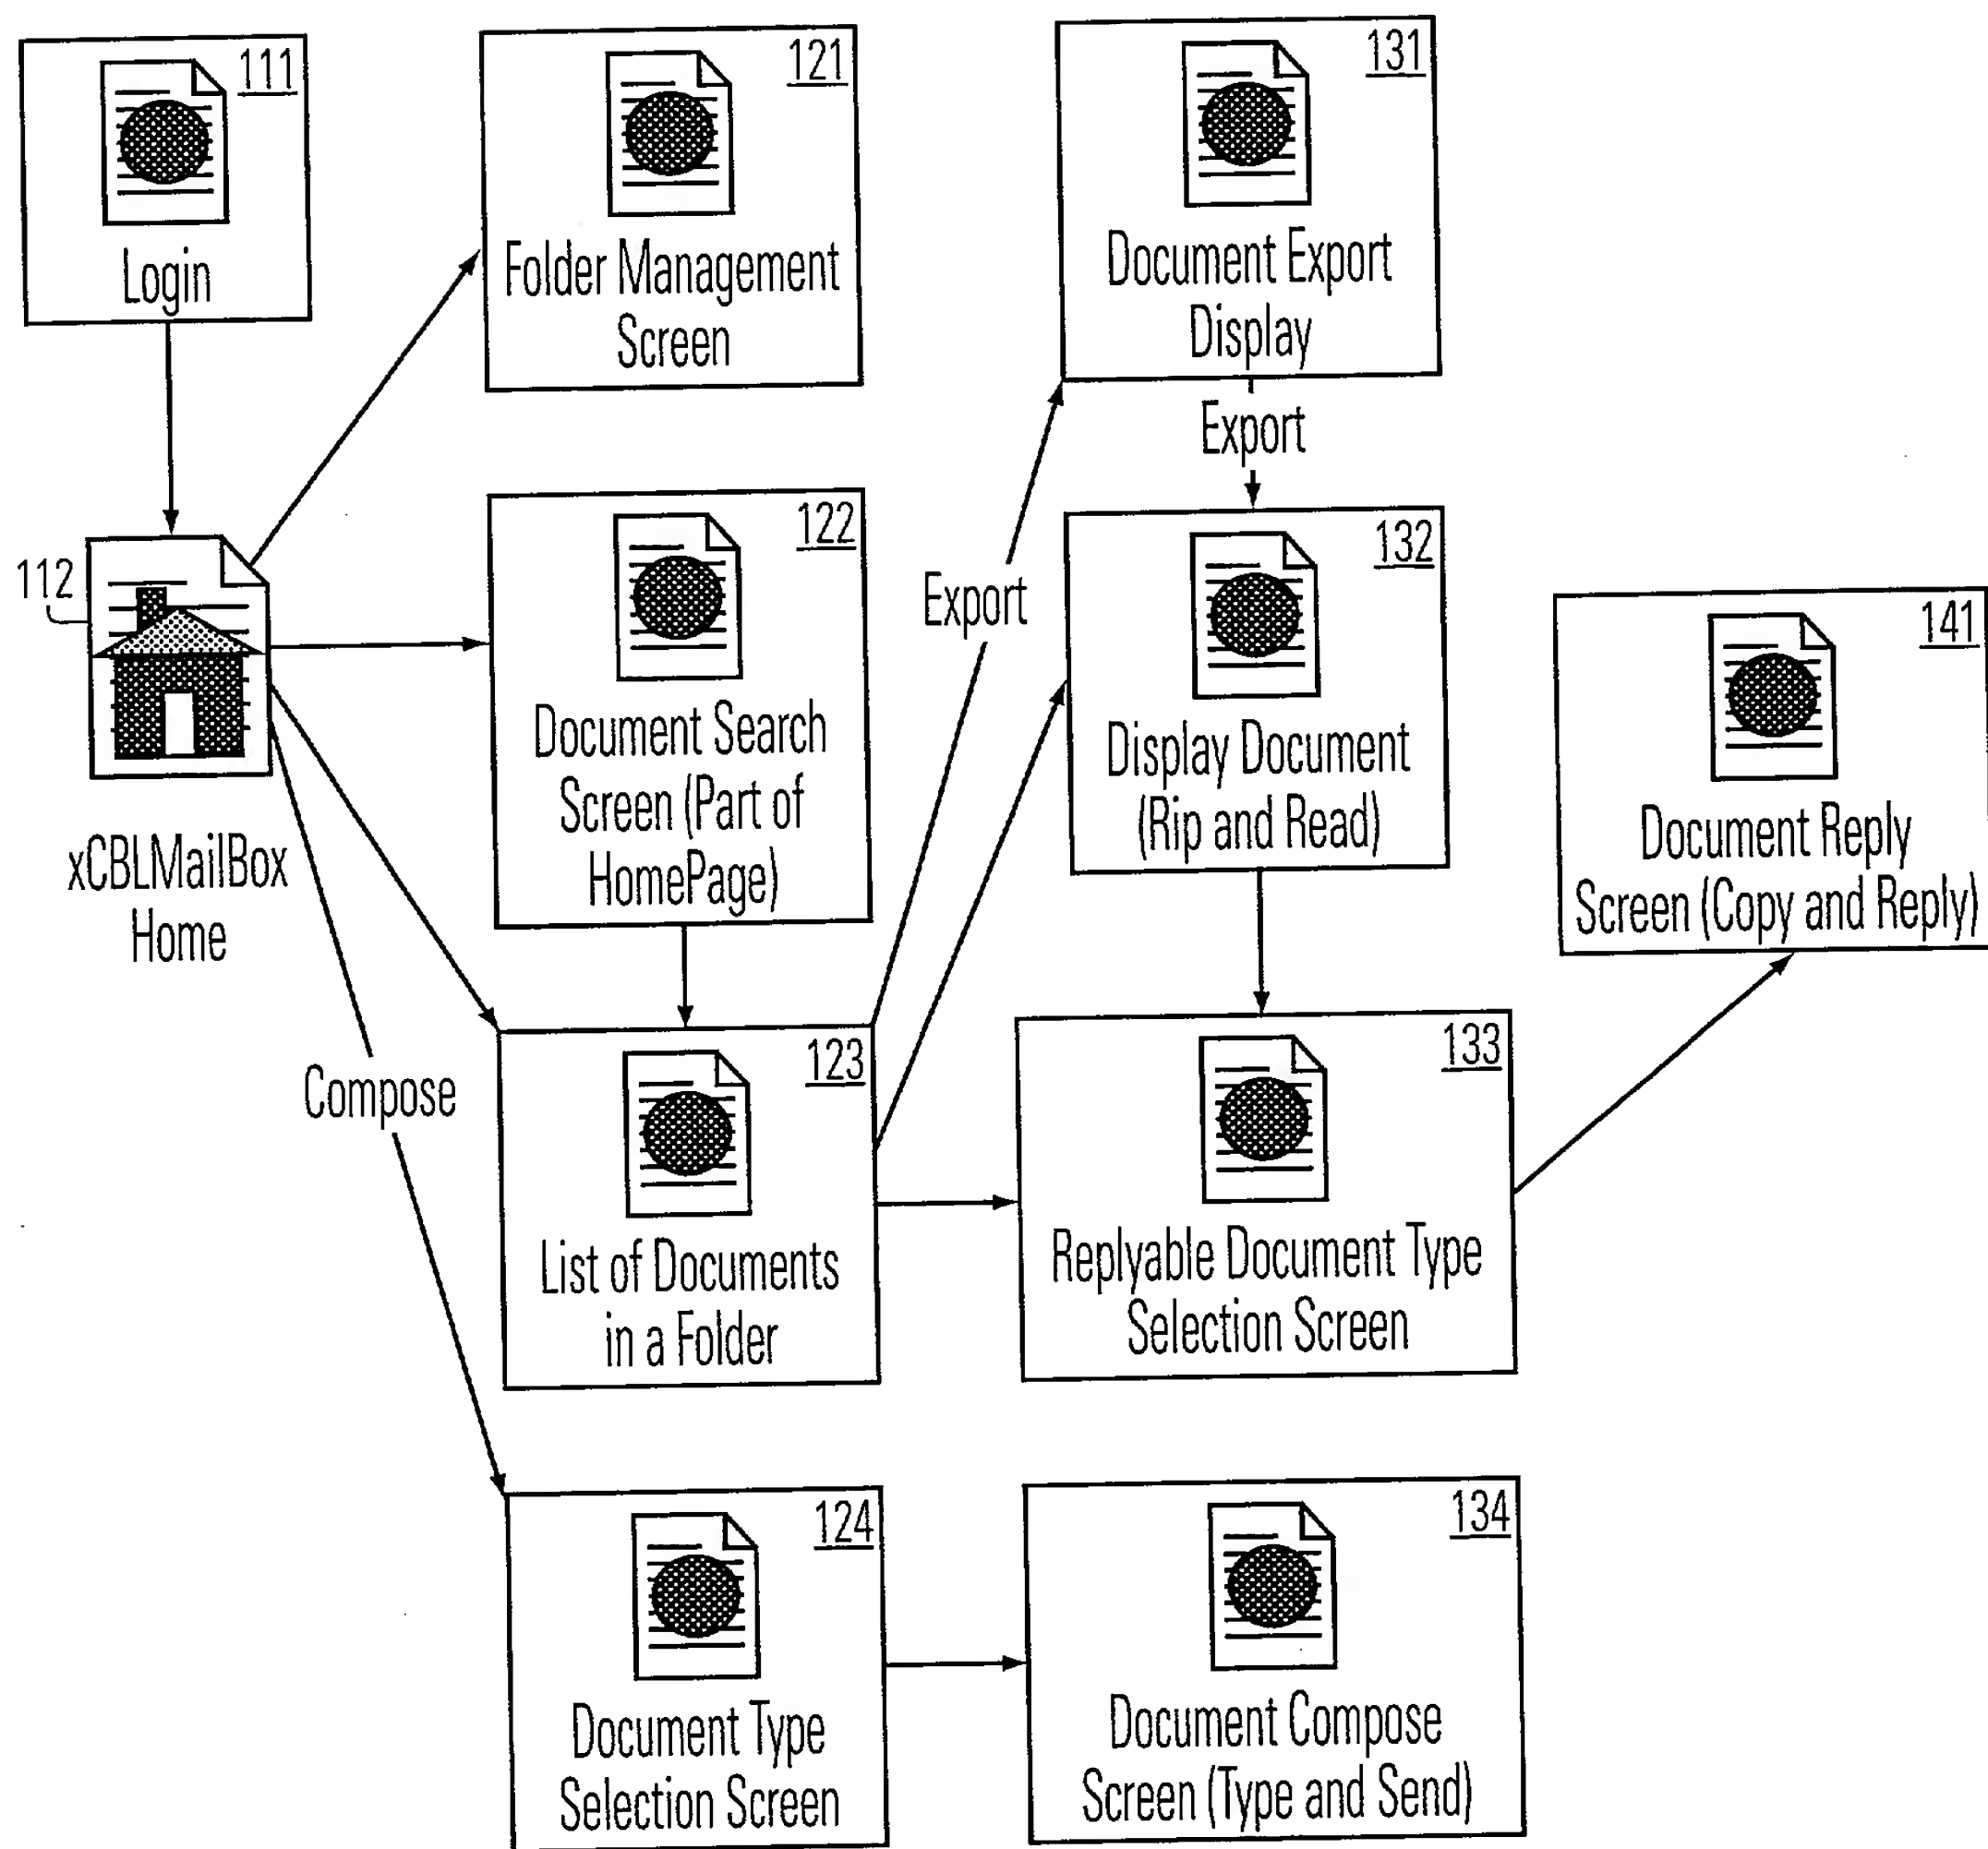 111
Login
121
Folder Management
Screen
131
Document Export
Display
Export
112
xCBLMailBox
Home
122
Document Search
Screen (Part of
HomePage)
Export
132
Display Document
(Rip and Read)
141
Document Reply
Screen (Copy and Reply)
Compose
123
List of Documents
in a Folder
133
Replyable Document Type
Selection Screen
124
Document Type
Selection Screen
134
Document Compose
Screen (Type and Send)